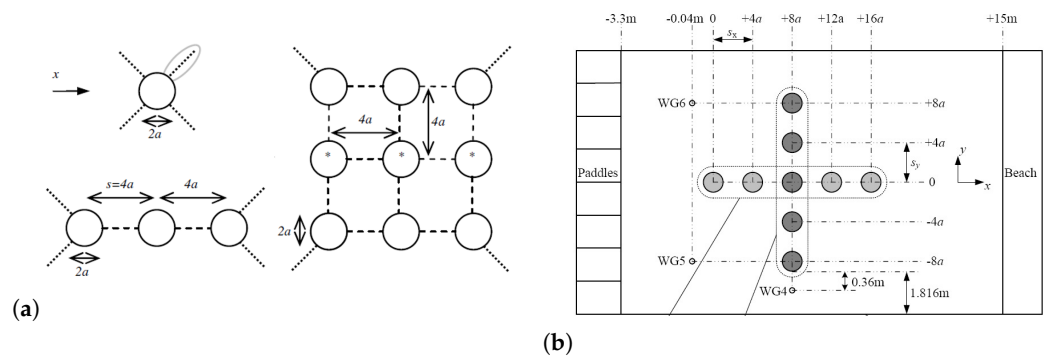 x
2a
s=4a
4a
2a
4a
4a
* * *
2a
(a)
-3.3m -0.04m 0 +4a +8a +12a +16a +15m
sx
WG6
+8a
+4a
sy
y
x
Paddles
0
Beach
-4a
WG5
-8a
WG4
0.36m
1.816m
(b)